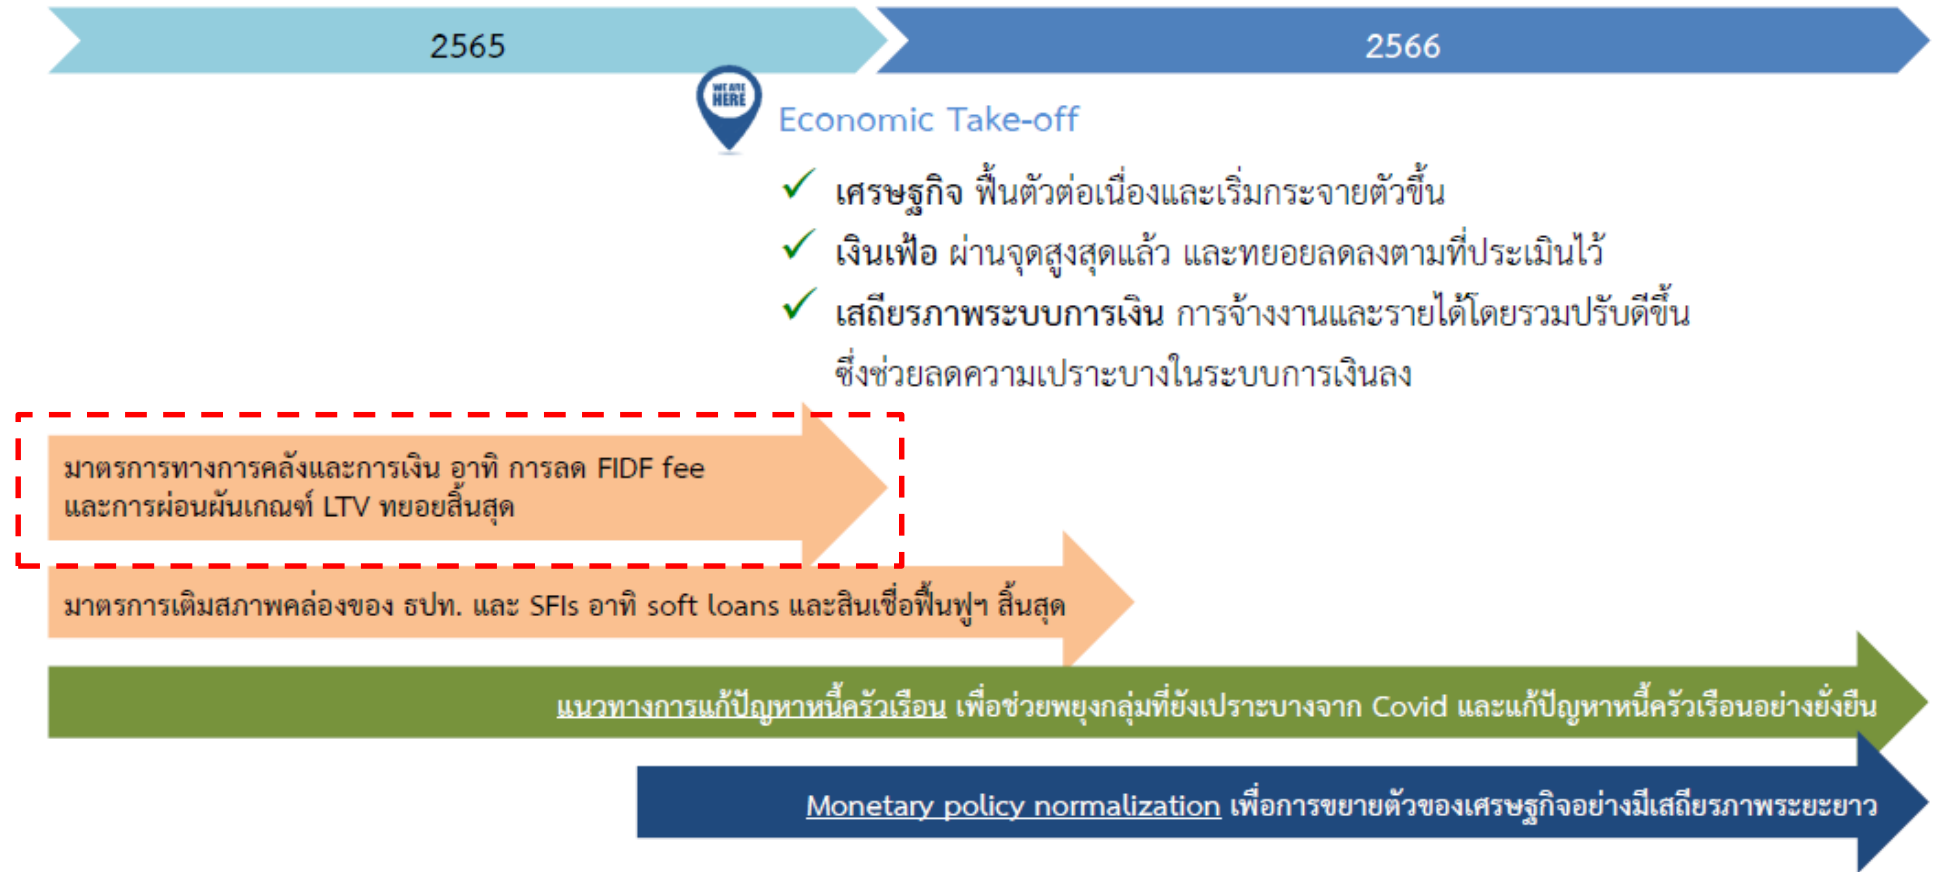 2565
2566
WE ARE
HERE
Economic Take-off
✓ เศรษฐกิจ ฟื้นตัวต่อเนื่องและเริ่มกระจายตัวขึ้น
✓ เงินเฟ้อ ผ่านจุดสูงสุดแล้ว และทยอยลดลงตามที่ประเมินไว้
✓ เสถียรภาพระบบการเงิน การจ้างงานและรายได้โดยรวมปรับดีขึ้น
ซึ่งช่วยลดความเปราะบางในระบบการเงินลง
มาตรการทางการคลังและการเงิน อาทิ การลด FIDF fee
และการผ่อนผันเกณฑ์ LTV ทยอยสิ้นสุด
มาตรการเติมสภาพคล่องของ ธปท. และ SFIs อาทิ soft loans และสินเชื่อฟื้นฟูฯ สิ้นสุด
แนวทางการแก้ปัญหาหนี้ครัวเรือน เพื่อช่วยพยุงกลุ่มที่ยังเปราะบางจาก Covid และแก้ปัญหาหนี้ครัวเรือนอย่างยั่งยืน
Monetary policy normalization เพื่อการขยายตัวของเศรษฐกิจอย่างมีเสถียรภาพระยะยาว